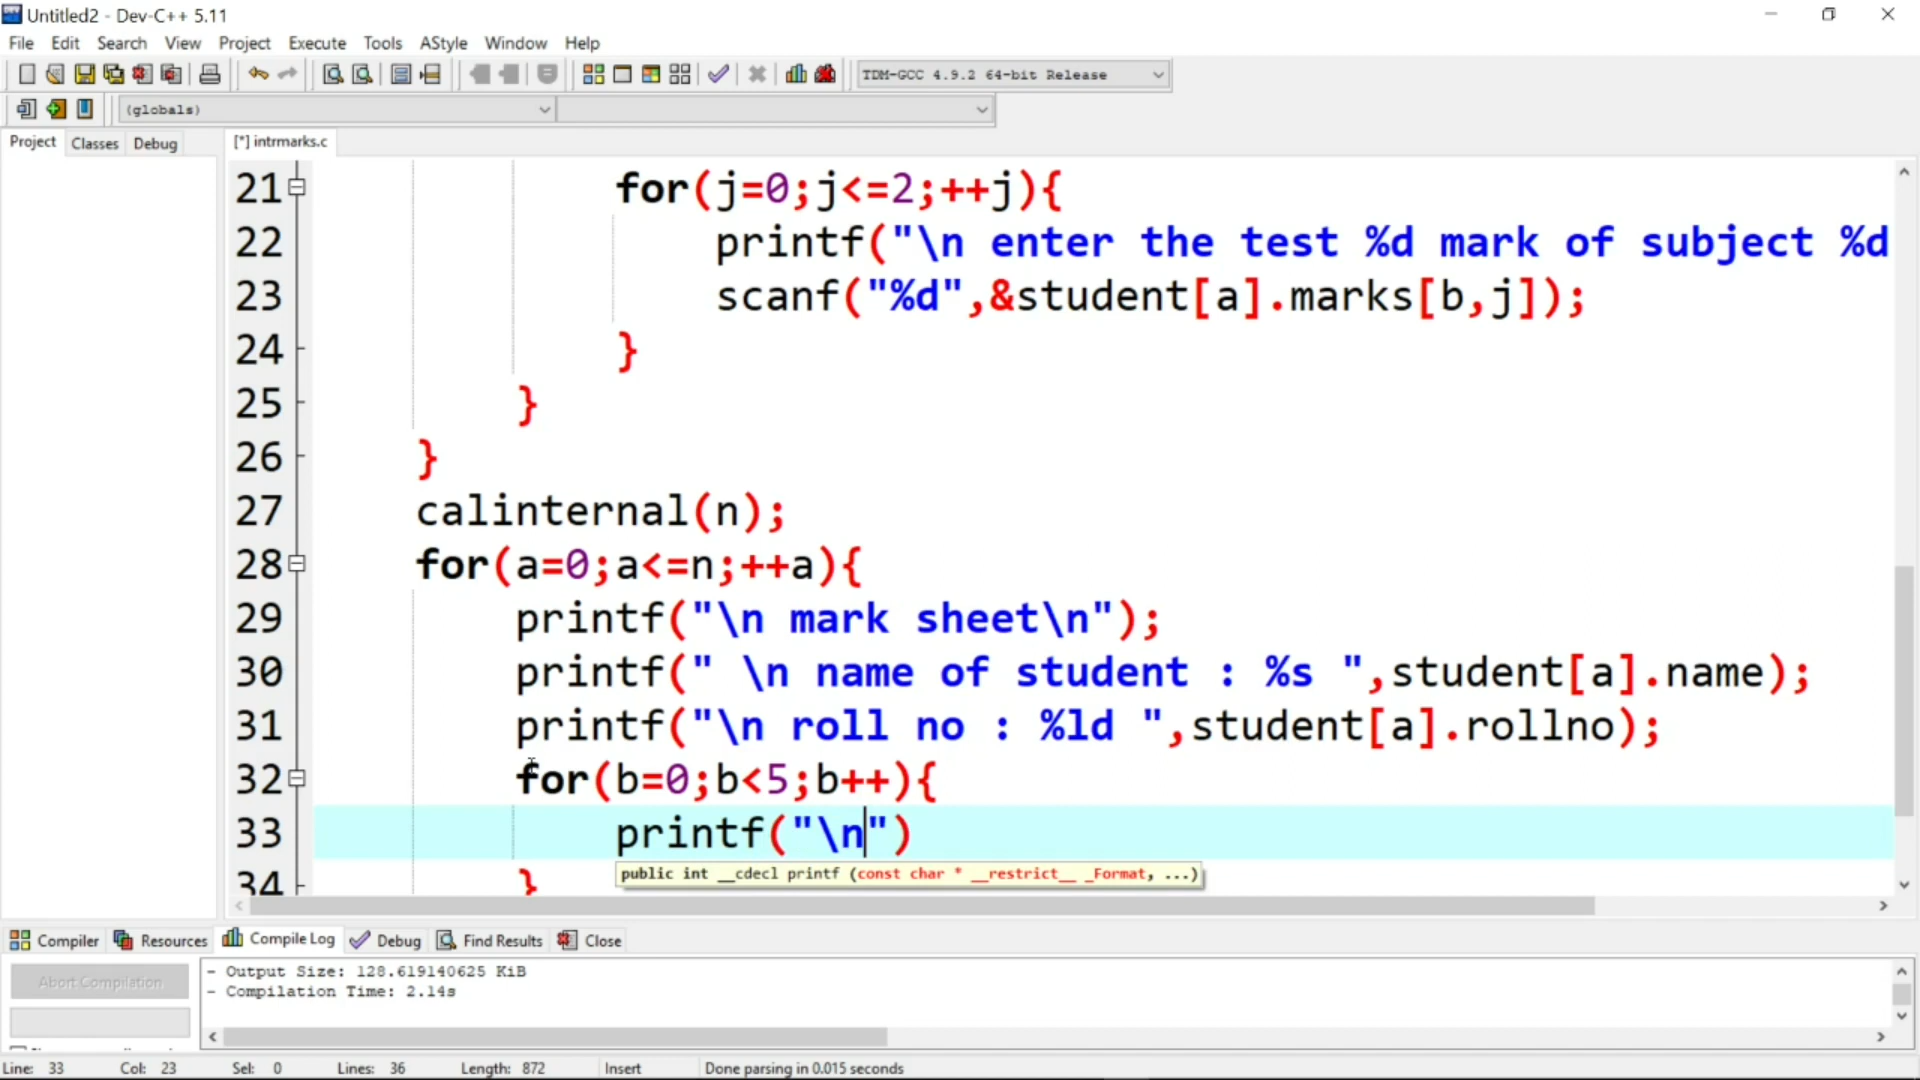 Untitled2 - Dev-C++ 5.11
File Edit Search View Project Execute Tools AStyle Window Help
TDM-GCC 4.9.2 64-bit Release
(globals)
Project Classes Debug [*] intrmarks.c
21 for(j=0;j<=2;++j){
22 printf("\n enter the test %d mark of subject %d
23 scanf("%d",&student[a].marks[b,j]);
24 }
25 }
26 }
27 calinternal(n);
28 for(a=0;a<=n;++a){
29 printf("\n mark sheet\n");
30 printf(" \n name of student : %s ",student[a].name);
31 printf("\n roll no : %ld ",student[a].rollno);
32 for(b=0;b<5;b++){
33 printf("\n")
public int __cdecl printf (const char * __restrict__ _Format, ...)
34 }
Compiler Resources Compile Log Debug Find Results Close
Abort Compilation
- Output Size: 128.619140625 KiB
- Compilation Time: 2.14s
Line: 33 Col: 23 Sel: 0 Lines: 36 Length: 872 Insert Done parsing in 0.015 seconds